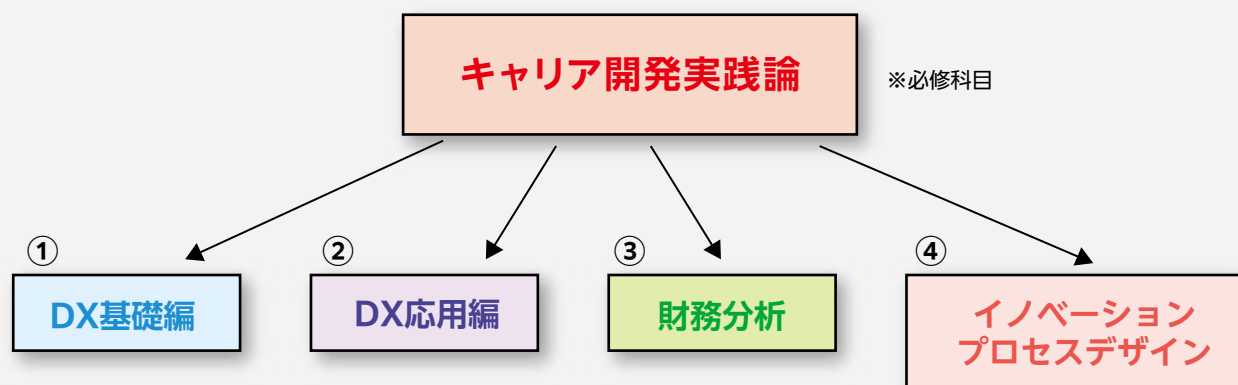 キャリア開発実践論
※必修科目
①
DX基礎編
②
DX応用編
③
財務分析
④
イノベーション
プロセスデザイン